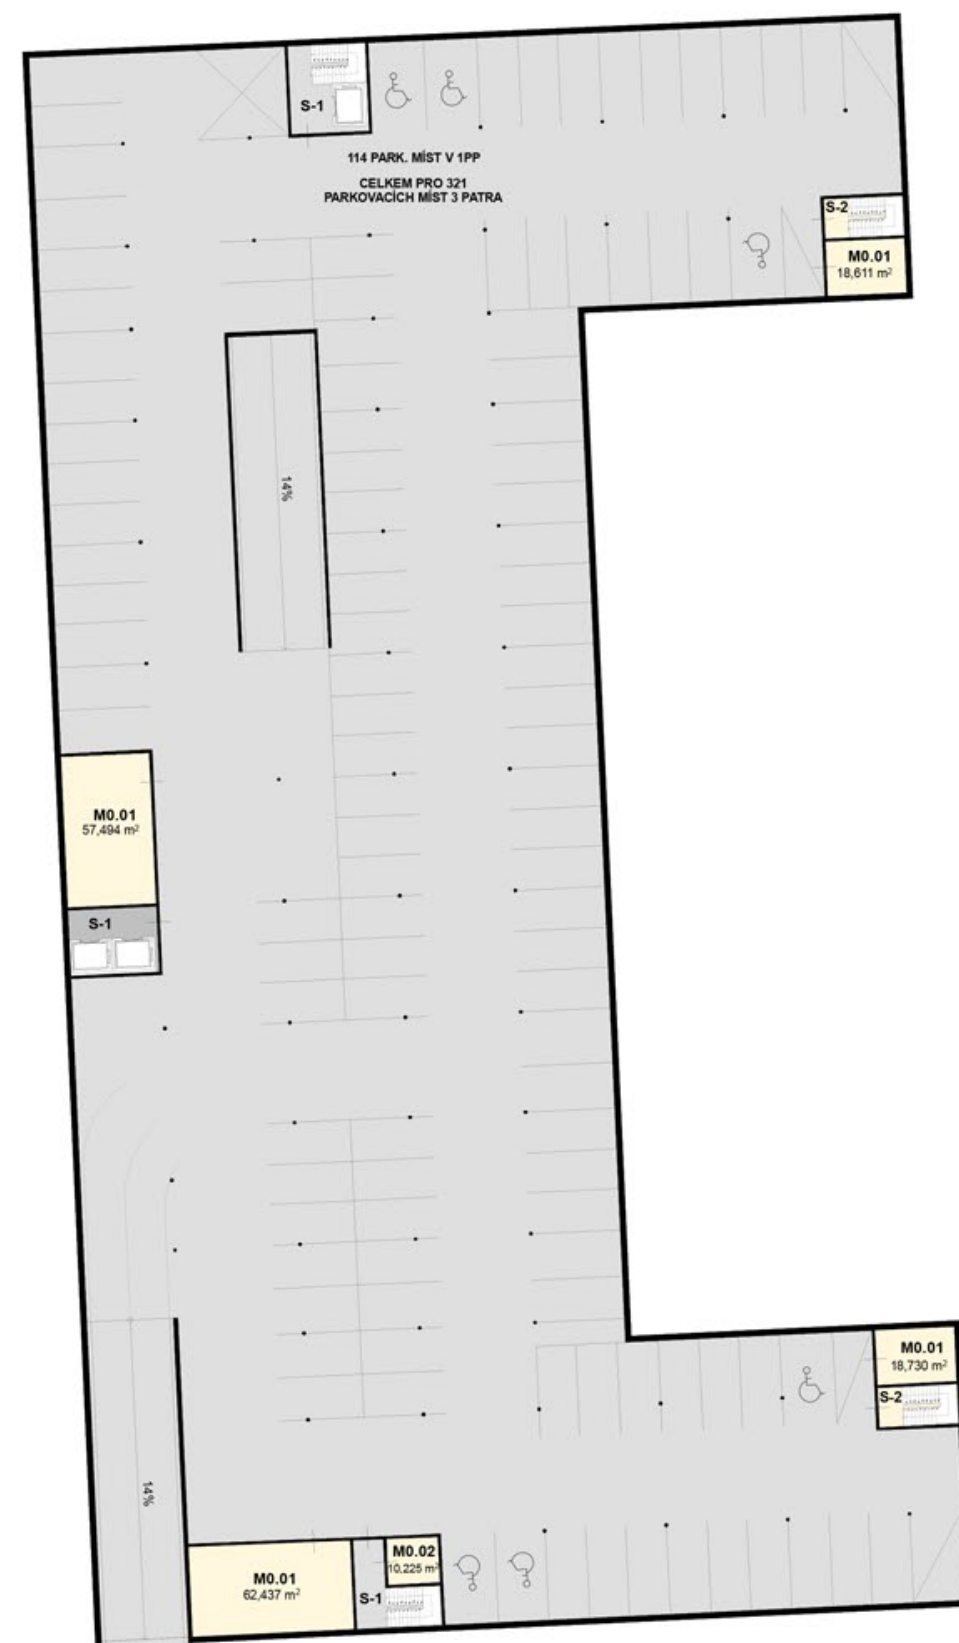 S-1
114 PARK. MÍST V 1PP
CELKEM PRO 321
PARKOVACÍCH MÍST 3 PATRA
S-2
M0.01
18,611 m²
14%
M0.01
57,494 m²
S-1
M0.01
18,730 m²
S-2
14%
M0.02
10,225 m²
M0.01
62,437 m²
S-1